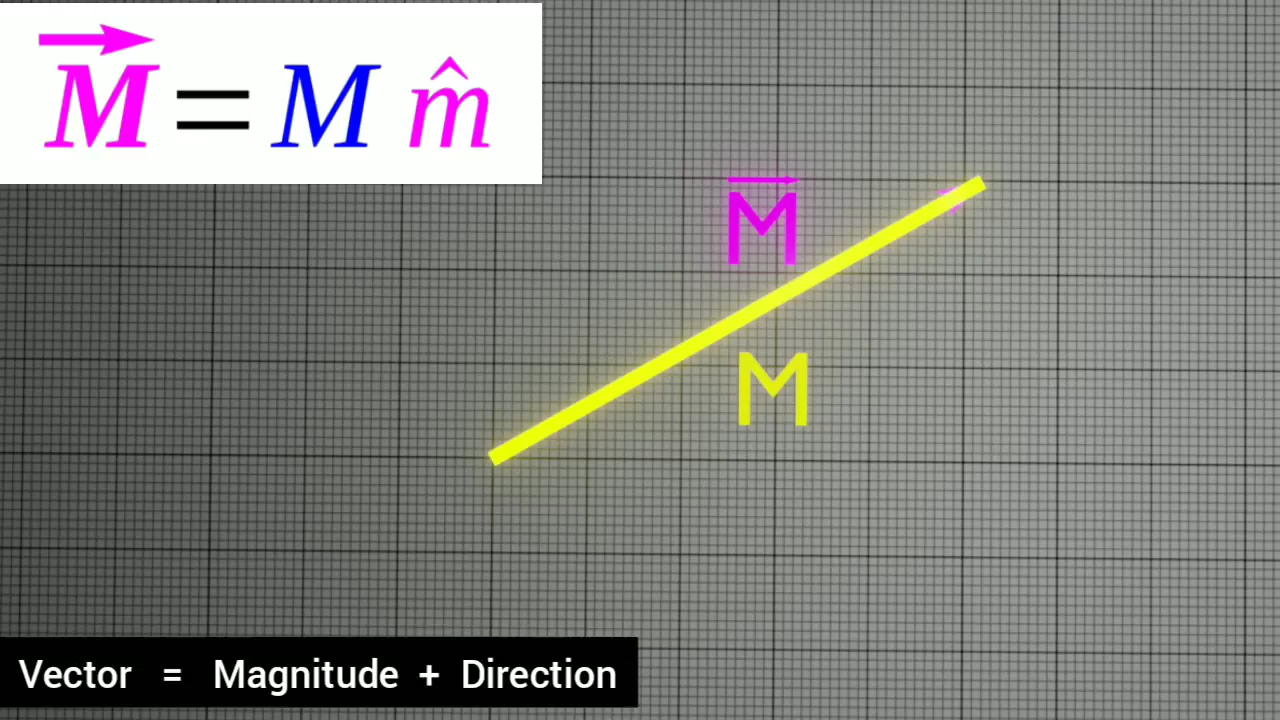 M⃗ = M m̂
M⃗
M
Vector = Magnitude + Direction